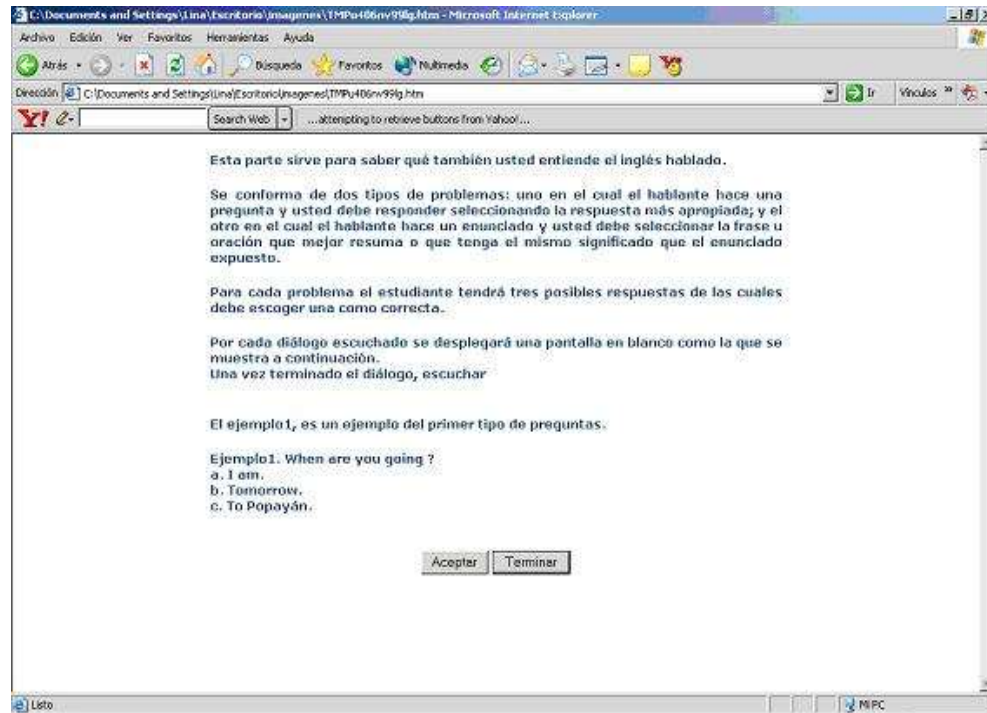 C:\Documents and Settings\Lina\Escritorio\imagenes\TMPu406nv99lg.htm - Microsoft Internet Explorer
Archivo Edición Ver Favoritos Herramientas Ayuda
Atrás Búsqueda Favoritos Multimedia
Dirección C:\Documents and Settings\Lina\Escritorio\imagenes\TMPu406nv99lg.htm Ir Vínculos »
Y! Search Web ...attempting to retrieve buttons from Yahoo!...
Esta parte sirve para saber qué también usted entiende el inglés hablado.
Se conforma de dos tipos de problemas: uno en el cual el hablante hace una
pregunta y usted debe responder seleccionando la respuesta más apropiada; y el
otro en el cual el hablante hace un enunciado y usted debe seleccionar la frase u
oración que mejor resuma o que tenga el mismo significado que el enunciado
expuesto.
Para cada problema el estudiante tendrá tres posibles respuestas de las cuales
debe escoger una como correcta.
Por cada diálogo escuchado se desplegará una pantalla en blanco como la que se
muestra a continuación.
Una vez terminado el diálogo, escuchar
El ejemplo1, es un ejemplo del primer tipo de preguntas.
Ejemplo1. When are you going ?
a. I am.
b. Tomorrow.
c. To Popayán.
Aceptar Terminar
Listo Mi PC